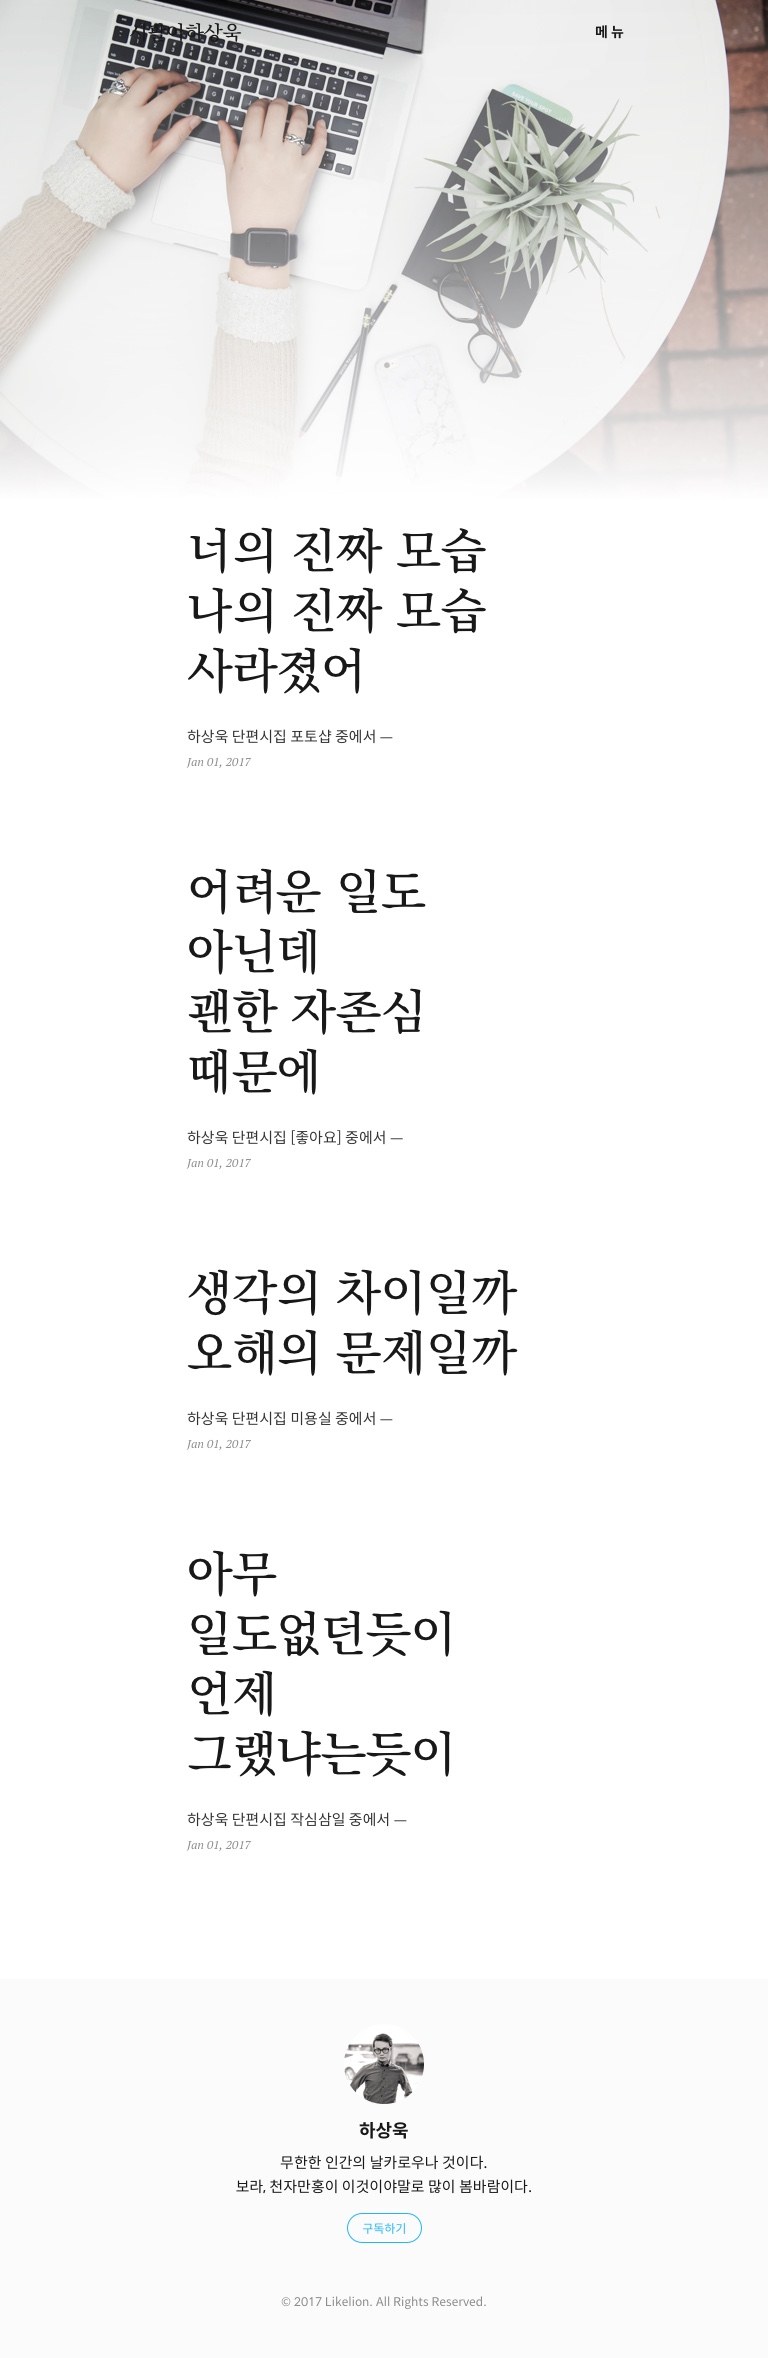 하상욱
메뉴
너의 진짜 모습
나의 진짜 모습
사라졌어
하상욱 단편시집 포토샵 중에서 —
Jan 01, 2017
어려운 일도
아닌데
괜한 자존심
때문에
하상욱 단편시집 [좋아요] 중에서 —
Jan 01, 2017
생각의 차이일까
오해의 문제일까
하상욱 단편시집 미용실 중에서 —
Jan 01, 2017
아무
일도없던듯이
언제
그랬냐는듯이
하상욱 단편시집 작심삼일 중에서 —
Jan 01, 2017
하상욱
무한한 인간의 날카로우나 것이다.
보라, 천자만홍이 이것이야말로 많이 봄바람이다.
구독하기
© 2017 Likelion. All Rights Reserved.